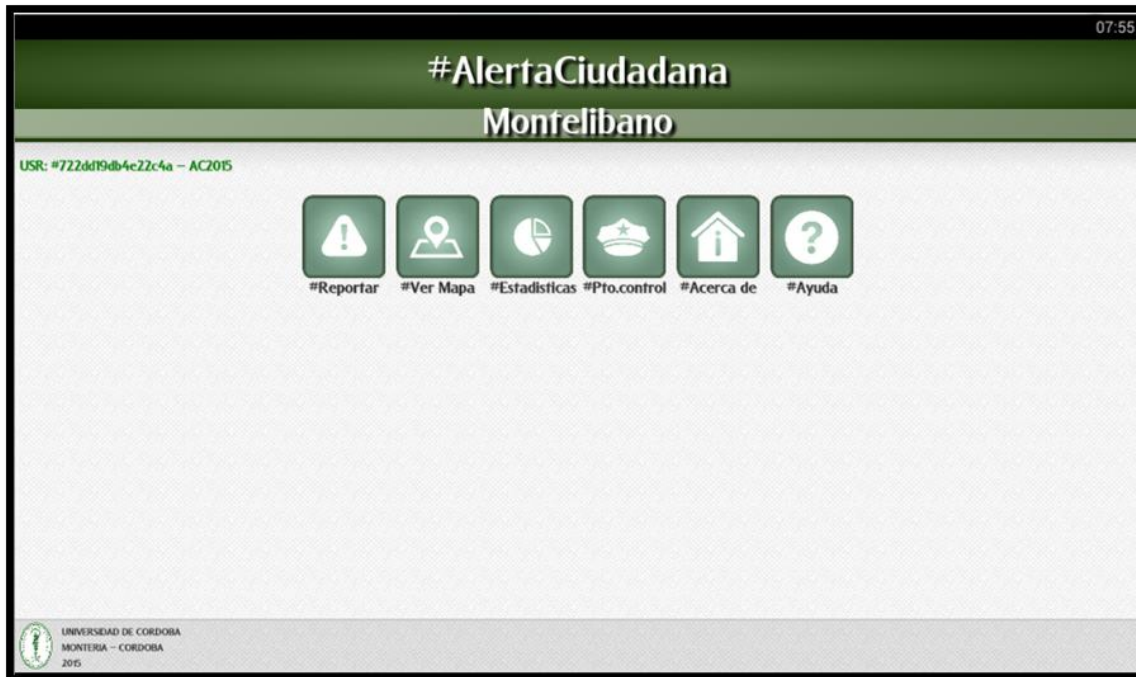 07:55
#AlertaCiudadana
Montelibano
USR: #722dd19db4e22c4a – AC2015
#Reportar #Ver Mapa #Estadisticas #Pto.control #Acerca de #Ayuda
UNIVERSIDAD DE CORDOBA
MONTERIA – CORDOBA
2015